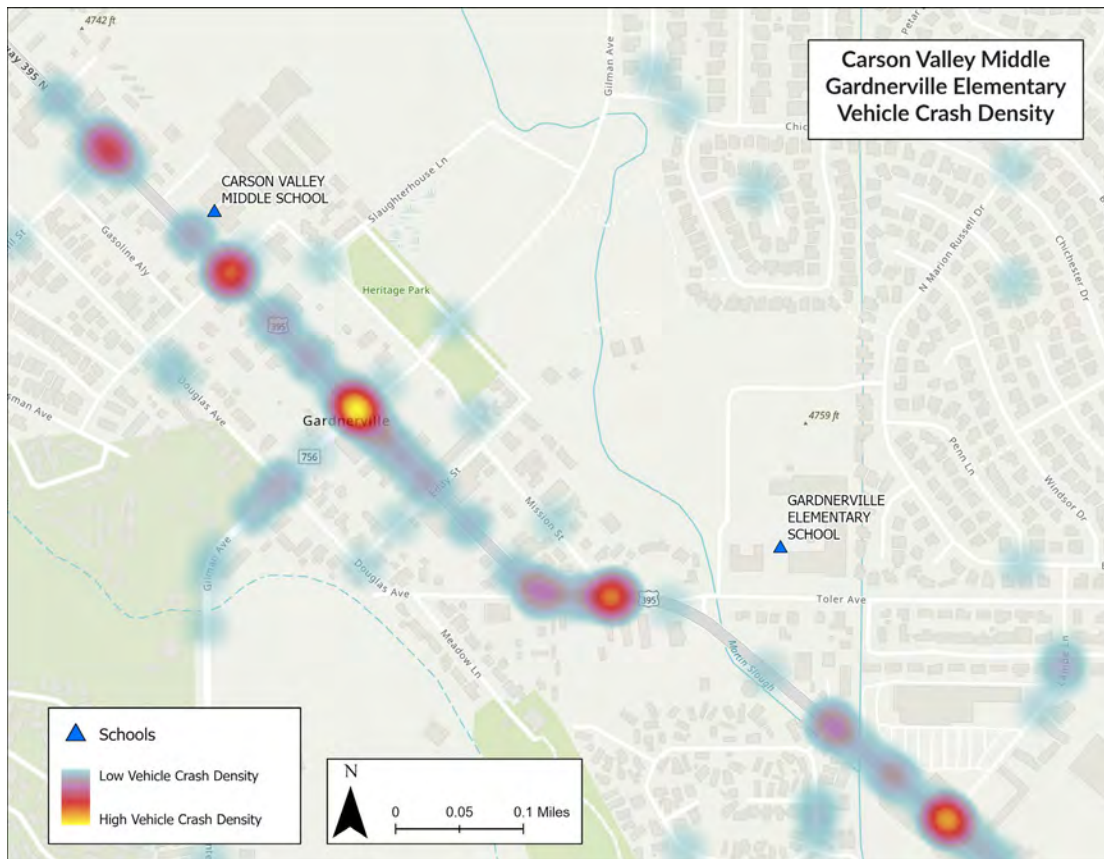 4742 ft
Carson Valley Middle
Gardnerville Elementary
Vehicle Crash Density
395 N
Gilman Ave
CARSON VALLEY
MIDDLE SCHOOL
Slaughterhouse Ln
Gasoline Aly
N Marion Russell Dr
Chichester Dr
Heritage Park
395
Douglas Ave
Gardnerville
756
Eddy St
4759 ft
Penn Ln
Windsor Dr
Mission St
GARDNERVILLE
ELEMENTARY
SCHOOL
Gilman Ave
Douglas Ave
395
Toler Ave
Meadow Ln
Martin Slough
Schools
Low Vehicle Crash Density
High Vehicle Crash Density
N
0 0.05 0.1 Miles